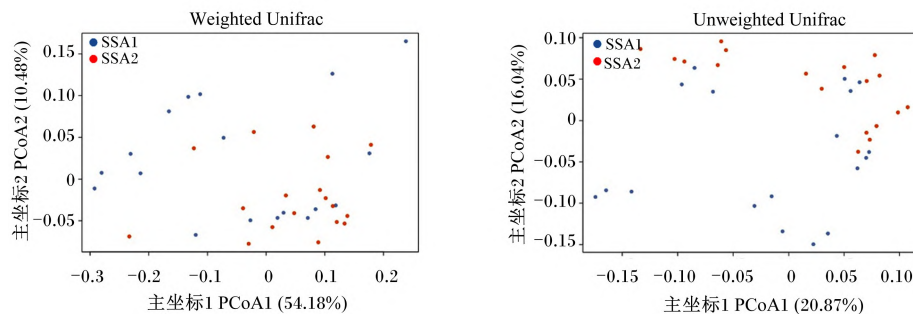 Weighted Unifrac
SSA1
SSA2
0.15
0.10
0.05
0
−0.05
主坐标2 PCoA2 (10.48%)
−0.3 −0.2 −0.1 0 0.1 0.2
主坐标1 PCoA1 (54.18%)
Unweighted Unifrac
SSA1
SSA2
0.10
0.05
0
−0.05
−0.10
−0.15
主坐标2 PCoA2 (16.04%)
−0.15 −0.10 −0.05 0 0.05 0.10
主坐标1 PCoA1 (20.87%)